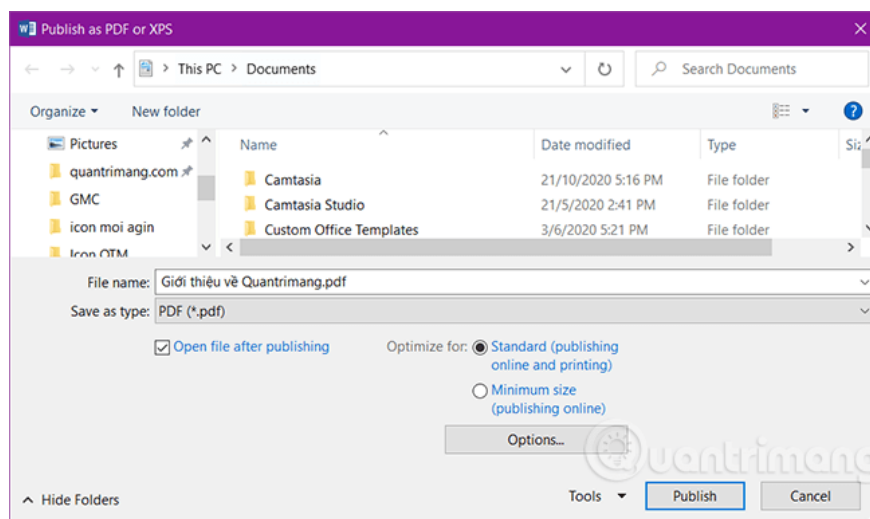 Publish as PDF or XPS
This PC > Documents
Search Documents
Organize
New folder
Pictures
quantrimang.com
GMC
icon moi agin
Icon QTM
Name Date modified Type Siz
Camtasia 21/10/2020 5:16 PM File folder
Camtasia Studio 21/5/2020 2:41 PM File folder
Custom Office Templates 3/6/2020 5:21 PM File folder
File name: Giới thiệu về Quantrimang.pdf
Save as type: PDF (*.pdf)
Open file after publishing
Optimize for:
Standard (publishing
online and printing)
Minimum size
(publishing online)
Options...
Quantrimang
Hide Folders
Tools
Publish
Cancel